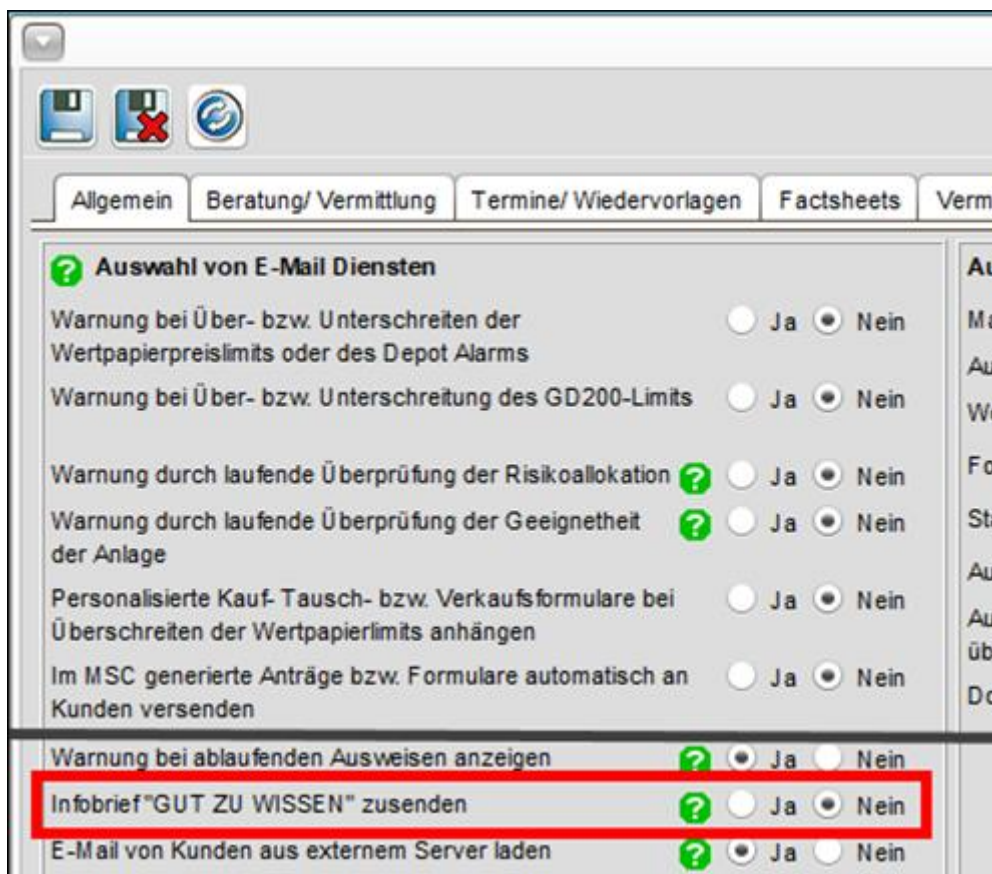 Allgemein Beratung/ Vermittlung Termine/ Wiedervorlagen Factsheets
Auswahl von E-Mail Diensten
Warnung bei Über- bzw. Unterschreiten der
Wertpapierpreislimits oder des Depot Alarms Ja Nein
Warnung bei Über- bzw. Unterschreitung des GD200-Limits Ja Nein
Warnung durch laufende Überprüfung der Risikoallokation ? Ja Nein
Warnung durch laufende Überprüfung der Geeignetheit
der Anlage ? Ja Nein
Personalisierte Kauf- Tausch- bzw. Verkaufsformulare bei
Überschreiten der Wertpapierlimits anhängen Ja Nein
Im MSC generierte Anträge bzw. Formulare automatisch an
Kunden versenden Ja Nein
Warnung bei ablaufenden Ausweisen anzeigen ? Ja Nein
Infobrief "GUT ZU WISSEN" zusenden ? Ja Nein
E-Mail von Kunden aus externem Server laden ? Ja Nein